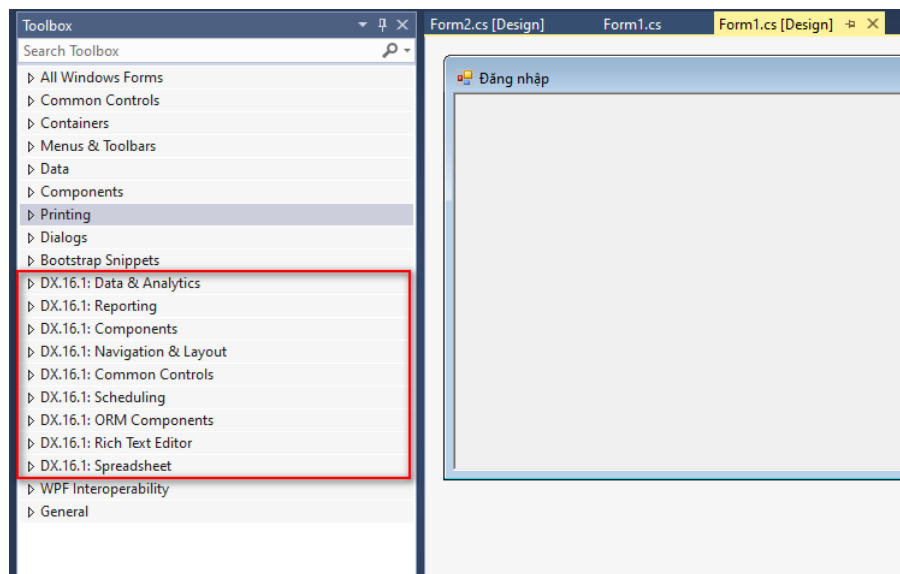 Toolbox
Search Toolbox
All Windows Forms
Common Controls
Containers
Menus & Toolbars
Data
Components
Printing
Dialogs
Bootstrap Snippets
DX.16.1: Data & Analytics
DX.16.1: Reporting
DX.16.1: Components
DX.16.1: Navigation & Layout
DX.16.1: Common Controls
DX.16.1: Scheduling
DX.16.1: ORM Components
DX.16.1: Rich Text Editor
DX.16.1: Spreadsheet
WPF Interoperability
General
Form2.cs [Design] Form1.cs Form1.cs [Design]
Đăng nhập